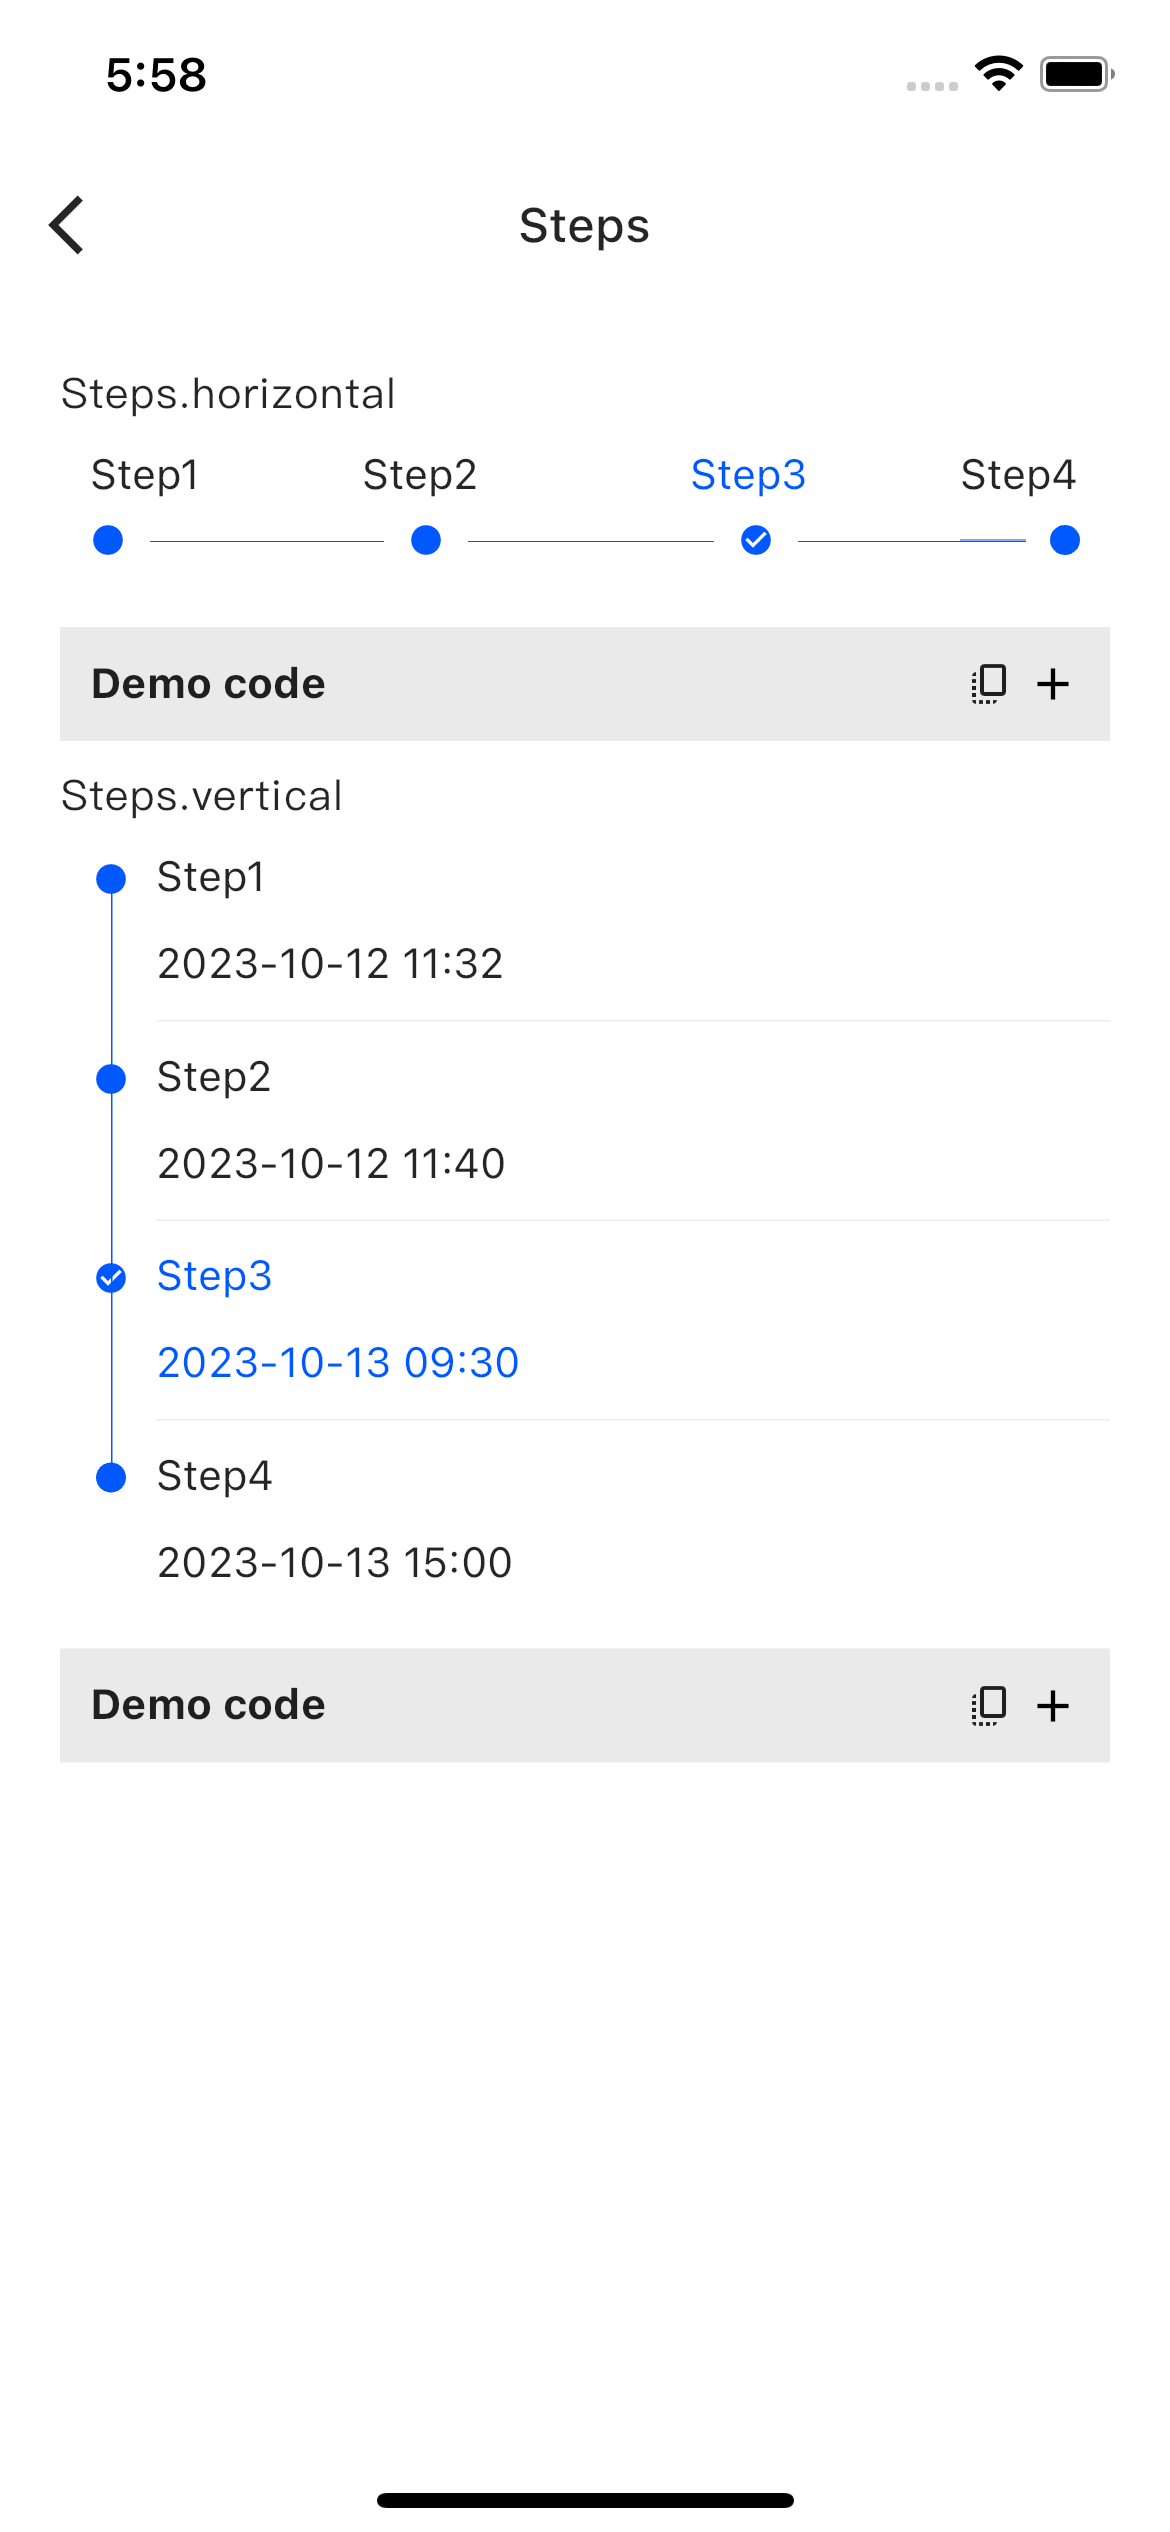 5:58
Steps
Steps.horizontal
Step1 Step2 Step3 Step4
Demo code
Steps.vertical
Step1
2023-10-12 11:32
Step2
2023-10-12 11:40
Step3
2023-10-13 09:30
Step4
2023-10-13 15:00
Demo code